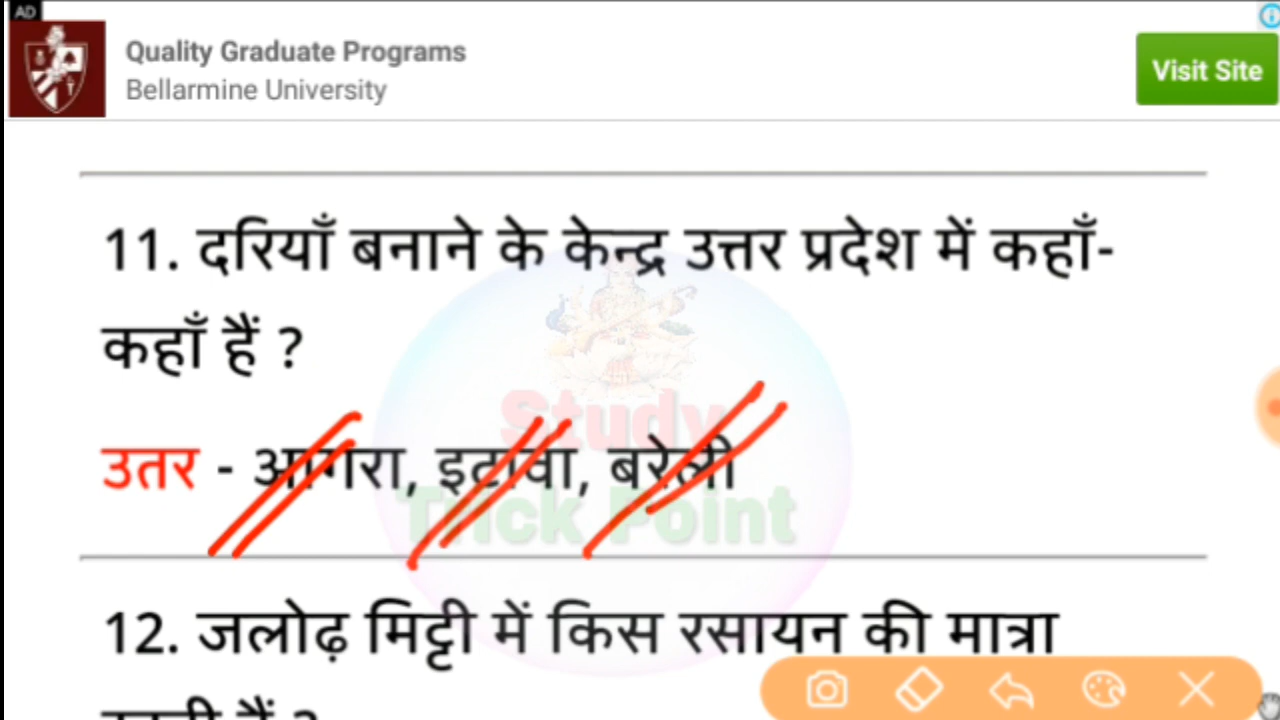 AD
Quality Graduate Programs
Bellarmine University
Visit Site
11. दरियाँ बनाने के केन्द्र उत्तर प्रदेश में कहाँ-
कहाँ हैं ?
उतर - आगरा, इटावा, बरेली
Study
Trick Point
12. जलोढ़ मिट्टी में किस रसायन की मात्रा